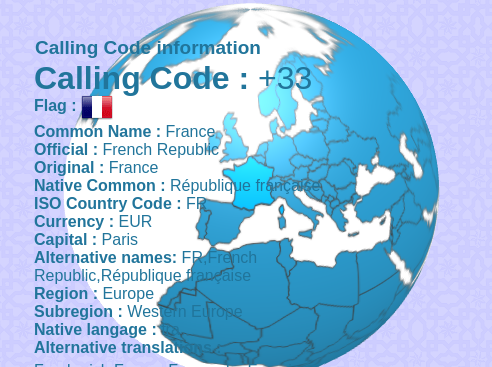 Calling Code information
Calling Code : +33
Flag :
Common Name : France
Official : French Republic
Original : France
Native Common : République française
ISO Country Code : FR
Currency : EUR
Capital : Paris
Alternative names: FR,French
Republic,République française
Region : Europe
Subregion : Western Europe
Native langage :
Alternative translations :